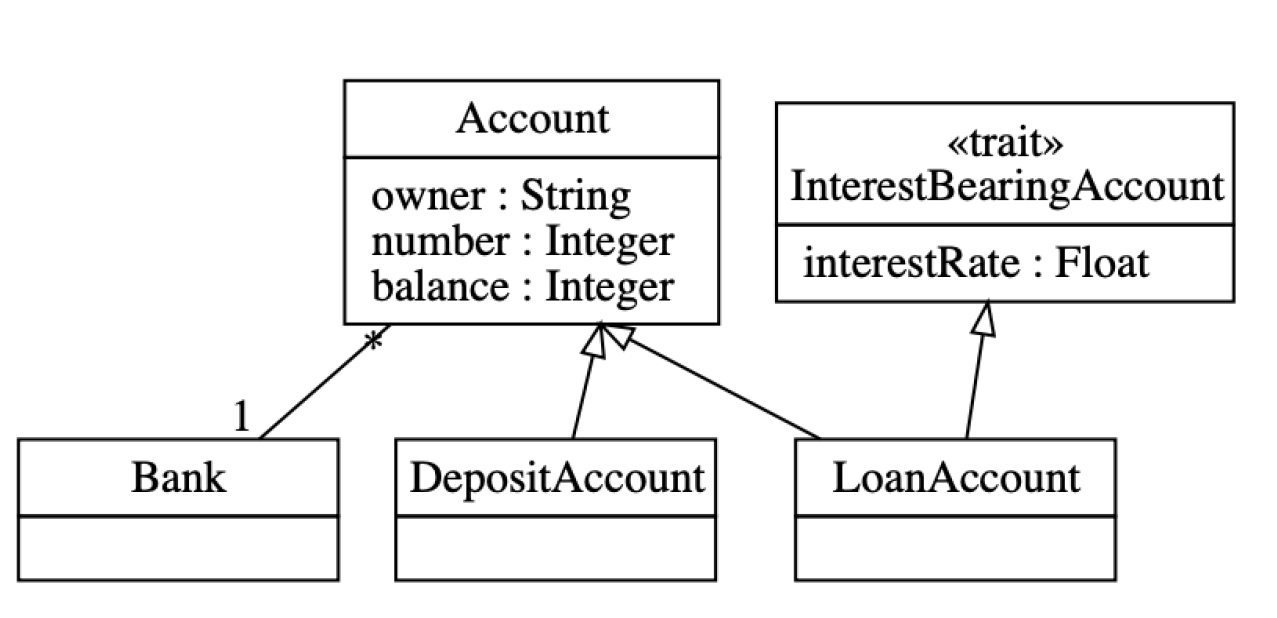 Account
owner : String
number : Integer
balance : Integer
«trait»
InterestBearingAccount
interestRate : Float
*
1
Bank
DepositAccount
LoanAccount